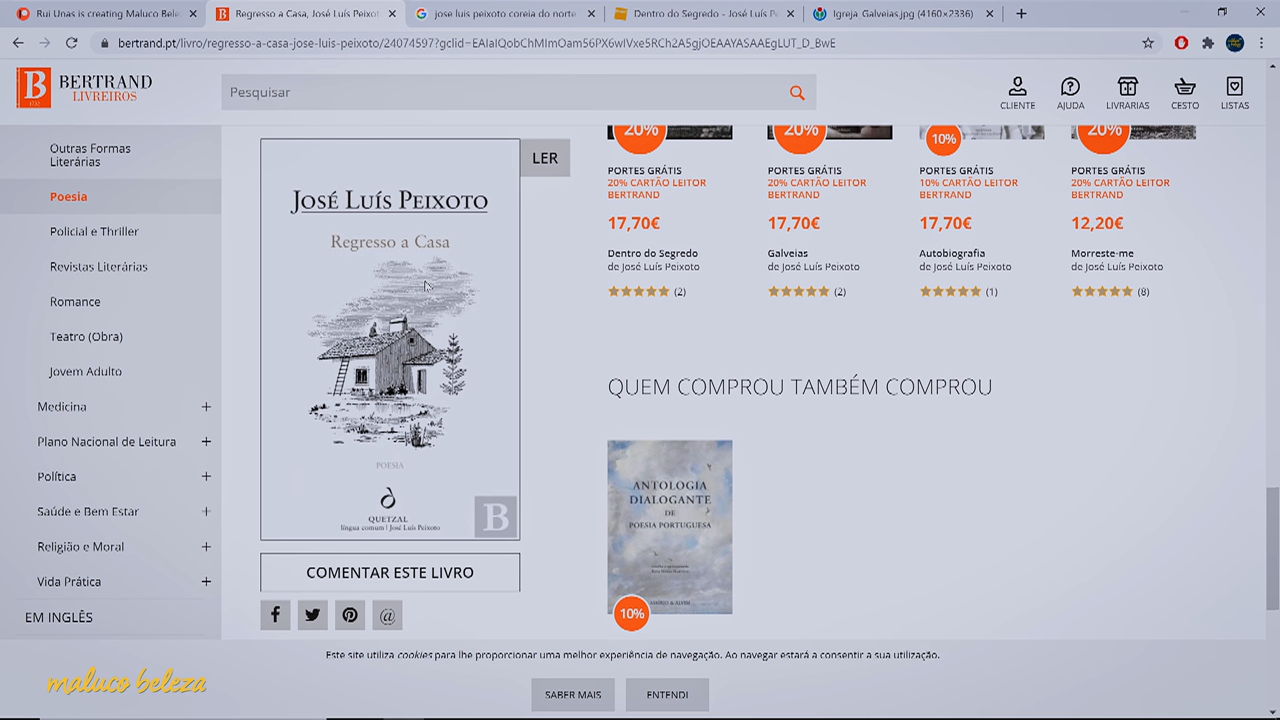 Rui Unas is creating Maluco Bele
Regresso a Casa, José Luís Peixot
jose luis peixoto coreia do norte
Dentro do Segredo - José Luís Pe
Igreja_Galveias.jpg (4160×2336)
bertrand.pt/livro/regresso-a-casa-jose-luis-peixoto/24074597?gclid=EAIaIQobChMImOam56PX6wIVxe5RCh2A5gjOEAAYASAAEgLUT_D_BwE
B
1732
BERTRAND
LIVREIROS
Pesquisar
CLIENTE
AJUDA
LIVRARIAS
CESTO
LISTAS
Outras Formas
Literárias
Poesia
Policial e Thriller
Revistas Literárias
Romance
Teatro (Obra)
Jovem Adulto
Medicina +
Plano Nacional de Leitura +
Política +
Saúde e Bem Estar +
Religião e Moral +
Vida Prática +
EM INGLÊS
JOSÉ LUÍS PEIXOTO
Regresso a Casa
POESIA
QUETZAL
língua comum | José Luís Peixoto
B
LER
COMENTAR ESTE LIVRO
20%
PORTES GRÁTIS
20% CARTÃO LEITOR
BERTRAND
17,70€
Dentro do Segredo
de José Luís Peixoto
(2)
20%
PORTES GRÁTIS
20% CARTÃO LEITOR
BERTRAND
17,70€
Galveias
de José Luís Peixoto
(2)
10%
PORTES GRÁTIS
10% CARTÃO LEITOR
BERTRAND
17,70€
Autobiografia
de José Luís Peixoto
(1)
20%
PORTES GRÁTIS
20% CARTÃO LEITOR
BERTRAND
12,20€
Morreste-me
de José Luís Peixoto
(8)
QUEM COMPROU TAMBÉM COMPROU
ANTOLOGIA
DIALOGANTE
DE
POESIA PORTUGUESA
ASSÍRIO & ALVIM
10%
Este site utiliza cookies para lhe proporcionar uma melhor experiência de navegação. Ao navegar estará a consentir a sua utilização.
SABER MAIS
ENTENDI
maluco beleza